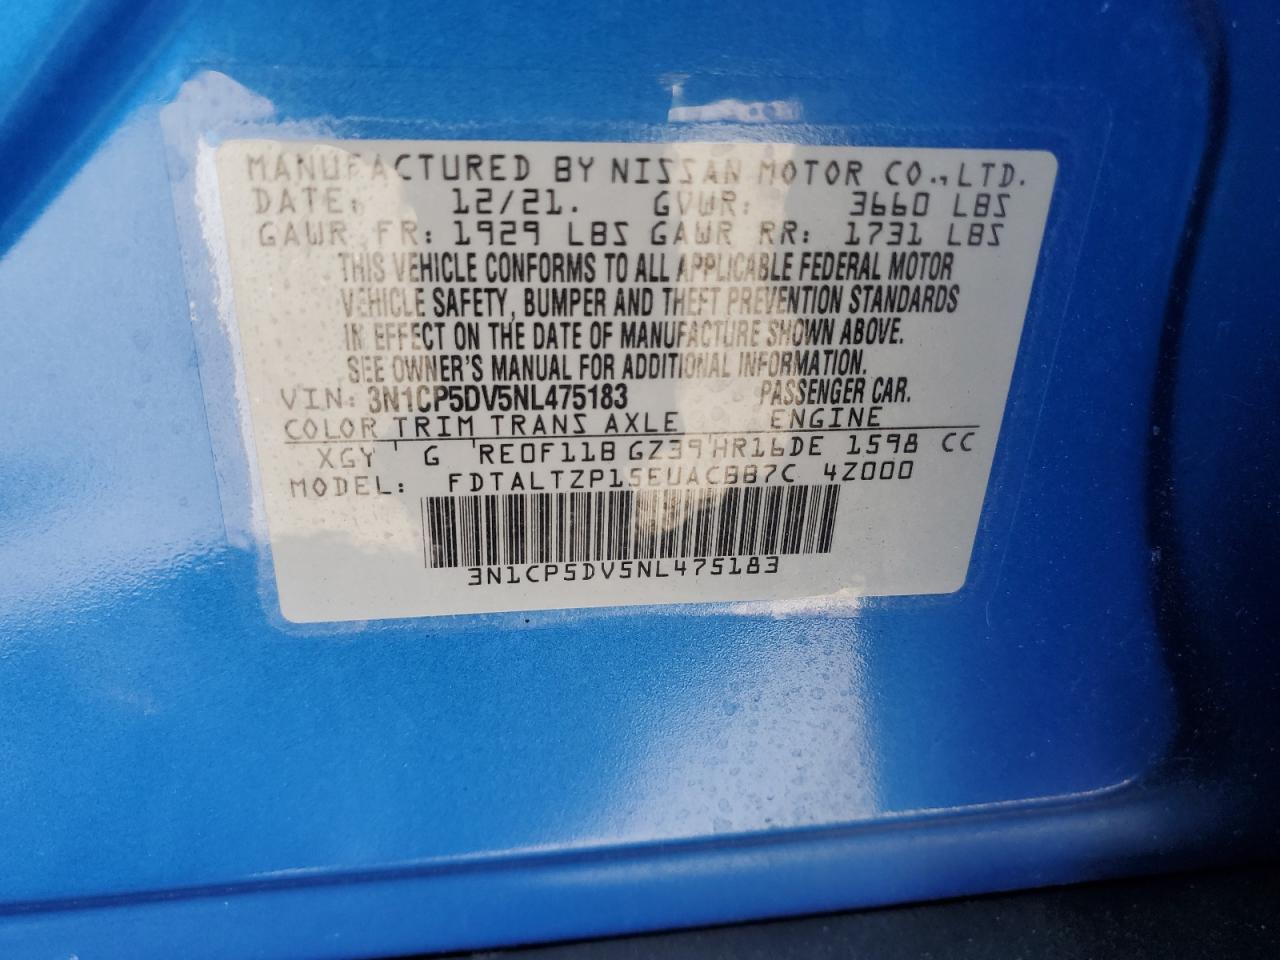 MANUFACTURED BY NISSAN MOTOR CO., LTD.
DATE: 12/21. GVWR: 3660 LBS
GAWR FR: 1929 LBS GAWR RR: 1731 LBS
THIS VEHICLE CONFORMS TO ALL APPLICABLE FEDERAL MOTOR
VEHICLE SAFETY, BUMPER AND THEFT PREVENTION STANDARDS
IN EFFECT ON THE DATE OF MANUFACTURE SHOWN ABOVE.
SEE OWNER'S MANUAL FOR ADDITIONAL INFORMATION.
VIN: 3N1CP5DV5NL475183 PASSENGER CAR.
COLOR TRIM TRANS AXLE ENGINE
XGY G RE0F11B GZ39 HR16DE 1598 CC
MODEL: FDTALTZP15EUACBB7C 4Z000
3N1CP5DV5NL475183